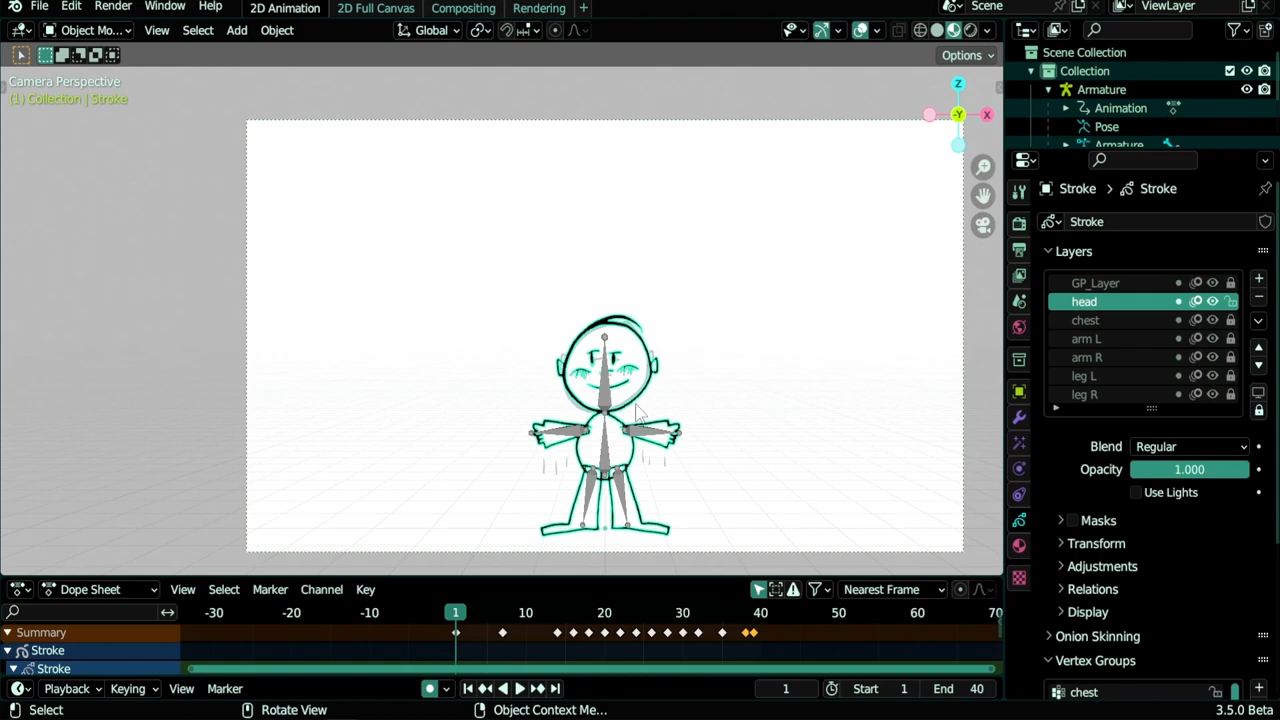 File Edit Render Window Help 2D Animation 2D Full Canvas Compositing Rendering + Scene ViewLayer
Object Mo... View Select Add Object Global
Options
Camera Perspective
(1) Collection | Stroke
Z
-Y X
Scene Collection
Collection
Armature
Animation
Pose
Armature
Stroke Stroke
Stroke
Layers
GP_Layer
head
chest
arm L
arm R
leg L
leg R
Blend Regular
Opacity 1.000
Use Lights
Masks
Transform
Adjustments
Relations
Display
Onion Skinning
Vertex Groups
chest
Dope Sheet View Select Marker Channel Key Nearest Frame
-30 -20 -10 1 10 20 30 40 50 60 70
Summary
Stroke
Stroke
Playback Keying View Marker 1 Start 1 End 40
Select Rotate View Object Context Me... 3.5.0 Beta